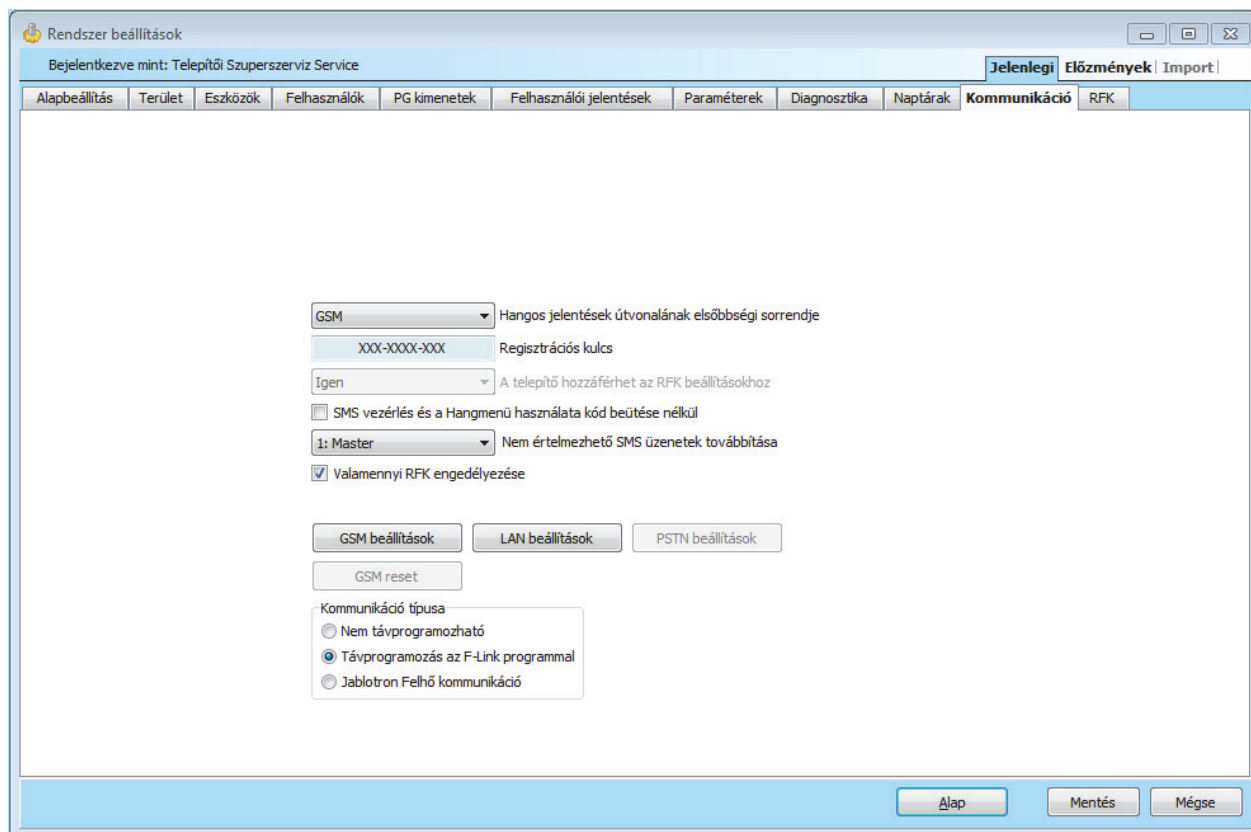 Rendszer beállítások
Bejelentkezve mint: Telepítői Szuperszerviz Service
Jelenlegi Előzmények | Import |
Alapbeállítás Terület Eszközök Felhasználók PG kimenetek Felhasználói jelentések Paraméterek Diagnosztika Naptárak Kommunikáció RFK
GSM Hangos jelentések útvonalának elsőbbségi sorrendje
XXX-XXXX-XXX Regisztrációs kulcs
Igen A telepítő hozzáférhet az RFK beállításokhoz
SMS vezérlés és a Hangmenü használata kód beütése nélkül
1: Master Nem értelmezhető SMS üzenetek továbbítása
Valamennyi RFK engedélyezése
GSM beállítások LAN beállítások PSTN beállítások
GSM reset
Kommunikáció típusa
Nem távprogramozható
Távprogramozás az F-Link programmal
Jablotron Felhő kommunikáció
Alap Mentés Mégse